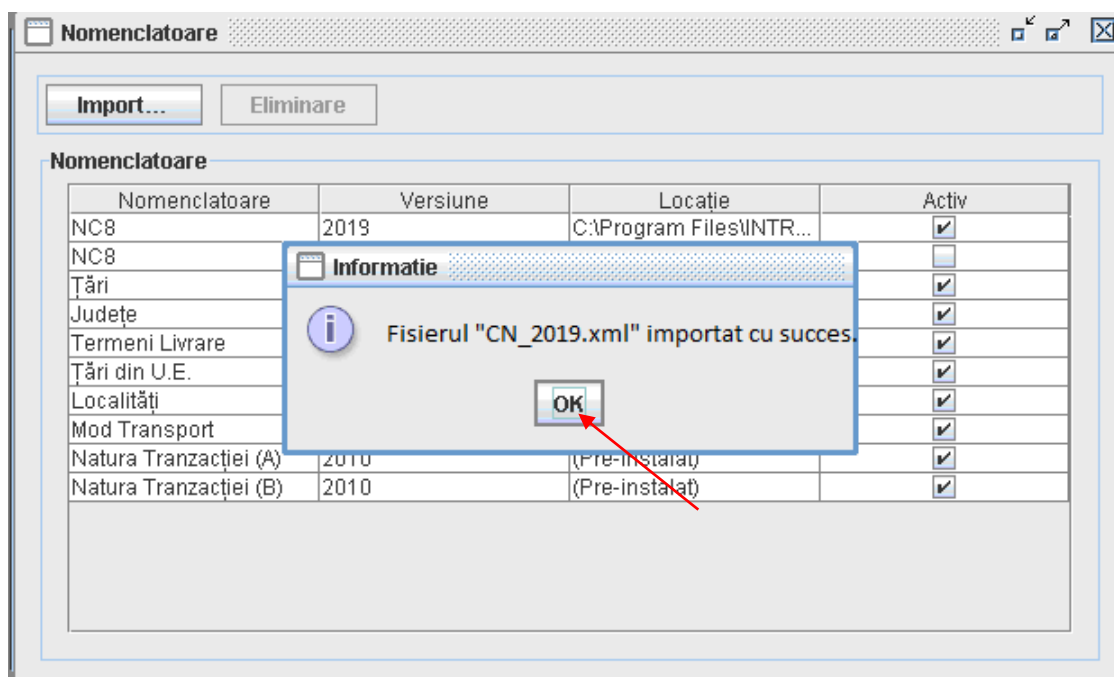 Nomenclatoare
Import... Eliminare
Nomenclatoare
Nomenclatoare Versiune Locație Activ
NC8 2019 C:\Program Files\INTR...
NC8
Țări
Județe
Termeni Livrare
Țări din U.E.
Localități
Mod Transport
Natura Tranzacției (A) 2010 (Pre-instalat)
Natura Tranzacției (B) 2010 (Pre-instalat)
Informatie
Fisierul "CN_2019.xml" importat cu succes.
OK